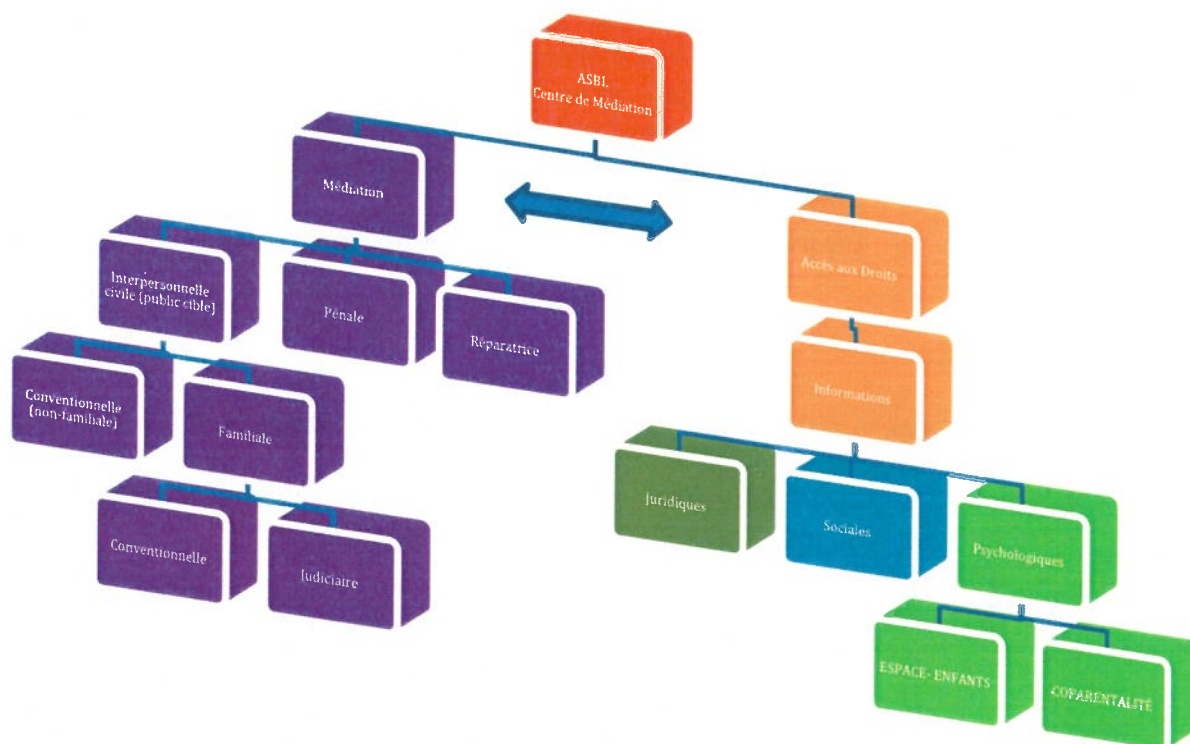 ASBL
Centre de Médiation
Médiation
Accès aux Droits
Interpersonnelle
civile (public cible)
Pénale
Réparatrice
Informations
Conventionnelle
(non-familiale)
Familiale
Juridiques
Sociales
Psychologiques
Conventionnelle
Judiciaire
ESPACE- ENFANTS
COPARENTALITÉ